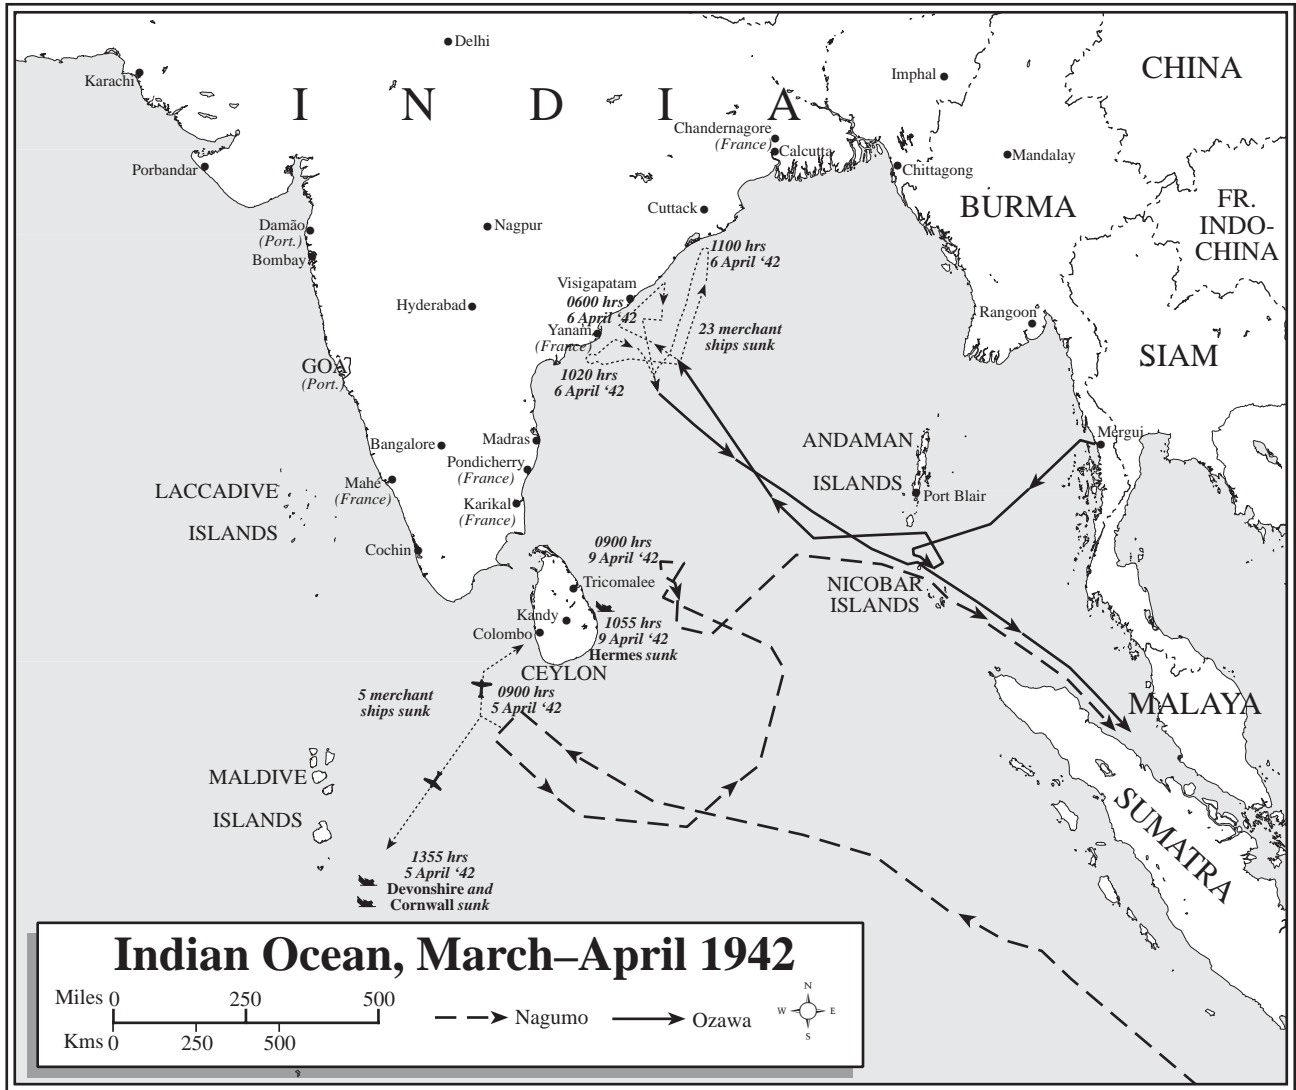 Delhi
Karachi
INDIA
Imphal
CHINA
Chandernagore
(France)
Calcutta
Porbandar
Chittagong
Mandalay
BURMA
FR.
INDO-
CHINA
Cuttack
Damão
(Port.)
Bombay
Nagpur
1100 hrs
6 April ‘42
Visigapatam
0600 hrs
6 April ‘42
Hyderabad
Yanam
(France)
23 merchant
ships sunk
Rangoon
SIAM
GOA
(Port.)
1020 hrs
6 April ‘42
Bangalore
Madras
Pondicherry
(France)
ANDAMAN
ISLANDS
Mergui
Port Blair
Mahé
(France)
LACCADIVE
ISLANDS
Karikal
(France)
Cochin
0900 hrs
9 April ‘42
Tricomalee
Kandy
Colombo
1055 hrs
9 April ‘42
Hermes sunk
CEYLON
NICOBAR
ISLANDS
5 merchant
ships sunk
0900 hrs
5 April ‘42
MALAYA
MALDIVE
ISLANDS
SUMATRA
1355 hrs
5 April ‘42
Devonshire and
Cornwall sunk
Indian Ocean, March–April 1942
Miles 0 250 500
Kms 0 250 500
Nagumo
Ozawa
N
W E
S